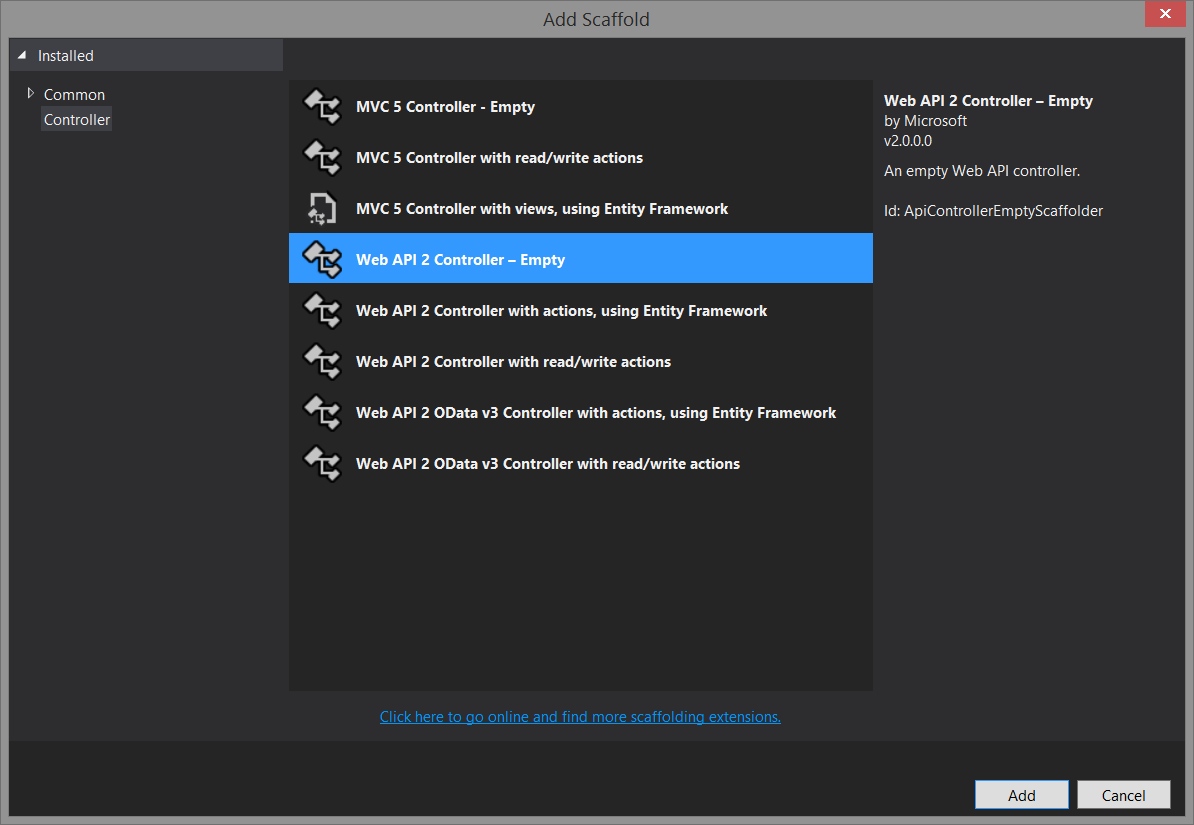 Add Scaffold
Installed
Common
Controller
MVC 5 Controller - Empty
MVC 5 Controller with read/write actions
MVC 5 Controller with views, using Entity Framework
Web API 2 Controller – Empty
Web API 2 Controller with actions, using Entity Framework
Web API 2 Controller with read/write actions
Web API 2 OData v3 Controller with actions, using Entity Framework
Web API 2 OData v3 Controller with read/write actions
Click here to go online and find more scaffolding extensions.
Web API 2 Controller – Empty
by Microsoft
v2.0.0.0
An empty Web API controller.
Id: ApiControllerEmptyScaffolder
Add
Cancel